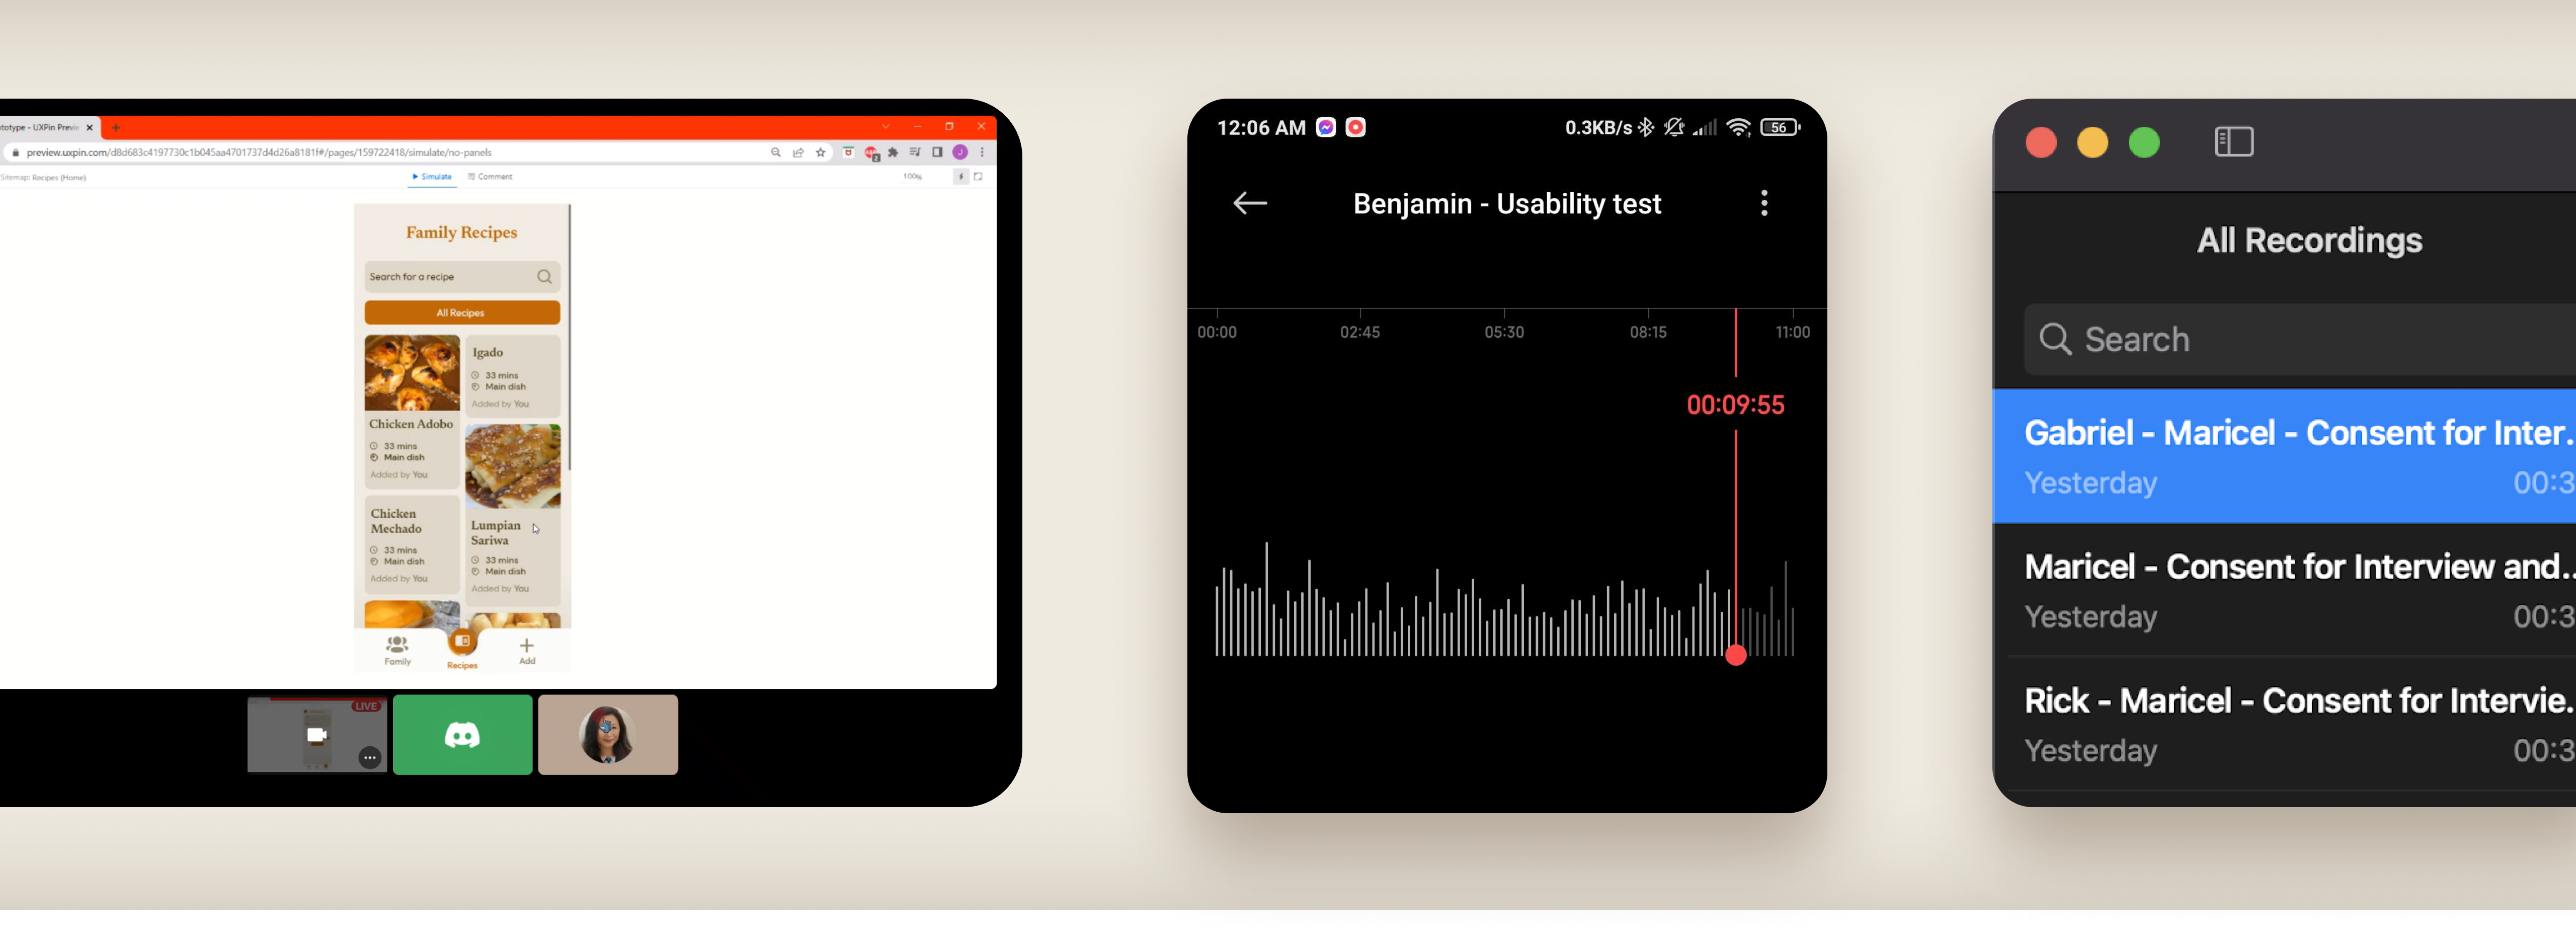 totype - UXPin Previe
preview.uxpin.com/d8d683c4197730c1b045aa4701737d4d26a8181f#/pages/159722418/simulate/no-panels
Sitemap: Recipes (Home)
Simulate
Comment
100%
Family Recipes
Search for a recipe
All Recipes
Chicken Adobo
33 mins
Main dish
Added by You
Chicken
Mechado
33 mins
Main dish
Added by You
Igado
33 mins
Main dish
Added by You
Lumpian
Sariwa
33 mins
Main dish
Added by You
Family
Recipes
Add
LIVE
12:06 AM
0.3KB/s
56
Benjamin - Usability test
00:00
02:45
05:30
08:15
11:00
00:09:55
All Recordings
Search
Gabriel - Maricel - Consent for Inter.
Yesterday
00:3
Maricel - Consent for Interview and..
Yesterday
00:3
Rick - Maricel - Consent for Intervie.
Yesterday
00:3